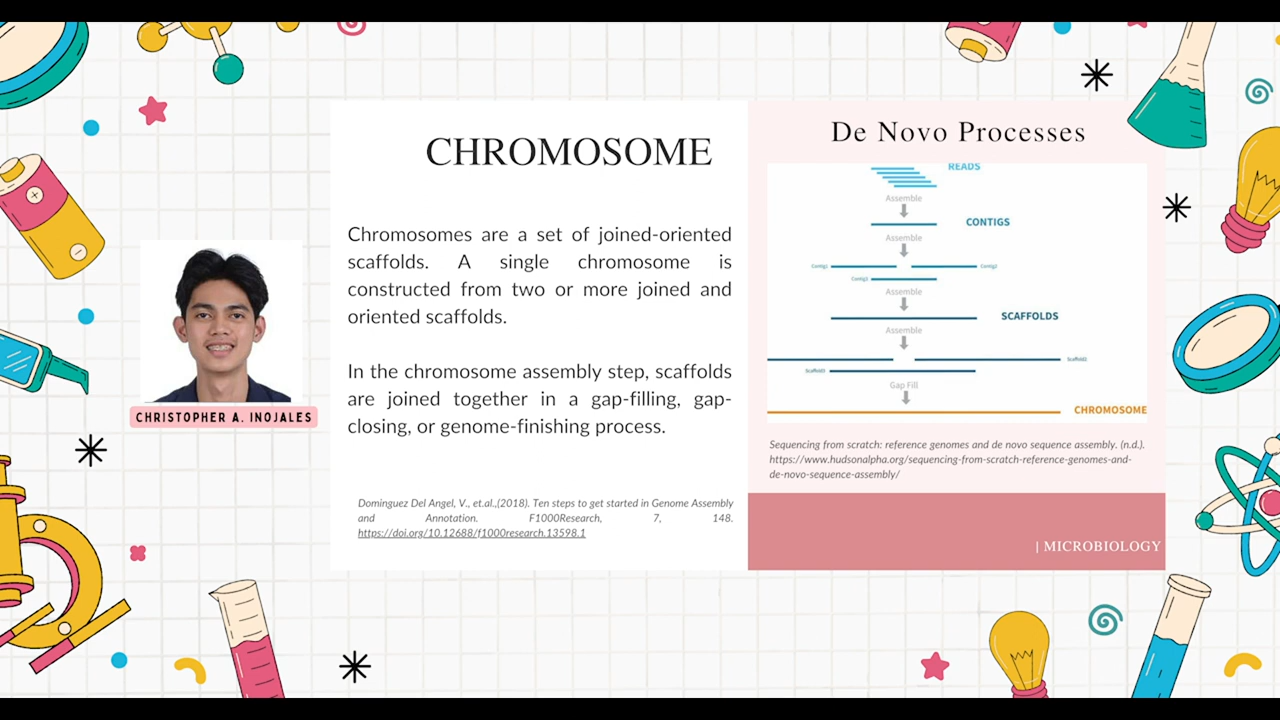 CHROMOSOME
Chromosomes are a set of joined-oriented
scaffolds. A single chromosome is
constructed from two or more joined and
oriented scaffolds.
In the chromosome assembly step, scaffolds
are joined together in a gap-filling, gap-
closing, or genome-finishing process.
Dominguez Del Angel, V., et.al.,(2018). Ten steps to get started in Genome Assembly
and Annotation. F1000Research, 7, 148.
https://doi.org/10.12688/f1000research.13598.1
CHRISTOPHER A. INOJALES
De Novo Processes
READS
Assemble
CONTIGS
Assemble
Contig1
Contig2
Contig3
Assemble
SCAFFOLDS
Assemble
Scaffold2
Scaffold1
Gap Fill
CHROMOSOME
Sequencing from scratch: reference genomes and de novo sequence assembly. (n.d.).
https://www.hudsonalpha.org/sequencing-from-scratch-reference-genomes-and-
de-novo-sequence-assembly/
| MICROBIOLOGY